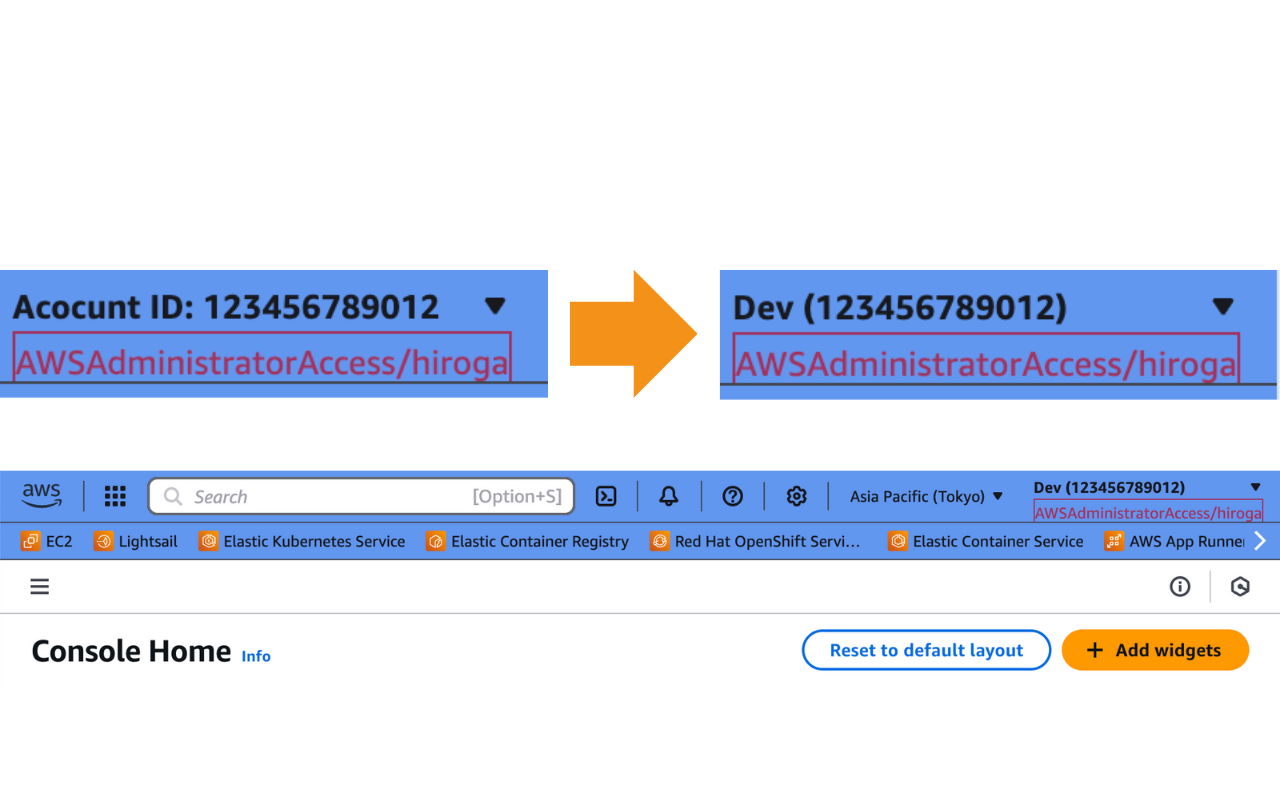 Acocunt ID: 123456789012
AWSAdministratorAccess/hiroga
Dev (123456789012)
AWSAdministratorAccess/hiroga
aws
Search [Option+S]
Asia Pacific (Tokyo)
Dev (123456789012)
AWSAdministratorAccess/hiroga
EC2 Lightsail Elastic Kubernetes Service Elastic Container Registry Red Hat OpenShift Servi... Elastic Container Service AWS App Runner
Console Home Info
Reset to default layout
Add widgets